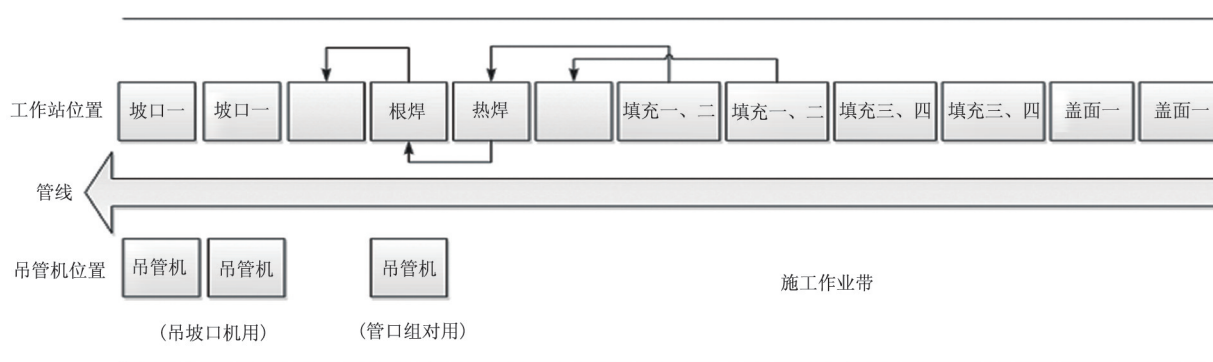 工作站位置 坡口一 坡口一 根焊 热焊 填充一、二 填充一、二 填充三、四 填充三、四 盖面一 盖面一
管线
吊管机位置 吊管机 吊管机 吊管机 施工作业带
(吊坡口机用) (管口组对用)